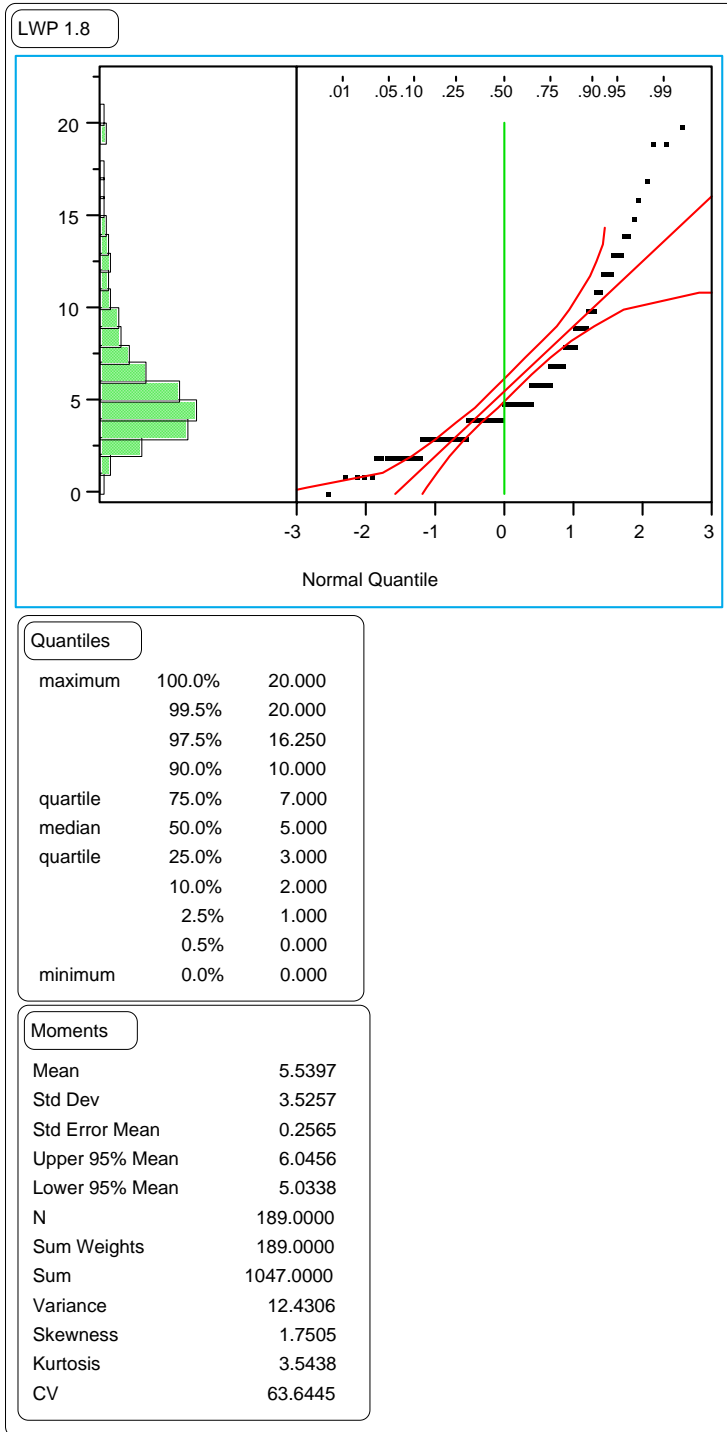 LWP 1.8
.01 .05 .10 .25 .50 .75 .90 .95 .99
20
15
10
5
0
-3 -2 -1 0 1 2 3
Normal Quantile
Quantiles
maximum 100.0% 20.000
99.5% 20.000
97.5% 16.250
90.0% 10.000
quartile 75.0% 7.000
median 50.0% 5.000
quartile 25.0% 3.000
10.0% 2.000
2.5% 1.000
0.5% 0.000
minimum 0.0% 0.000
Moments
Mean 5.5397
Std Dev 3.5257
Std Error Mean 0.2565
Upper 95% Mean 6.0456
Lower 95% Mean 5.0338
N 189.0000
Sum Weights 189.0000
Sum 1047.0000
Variance 12.4306
Skewness 1.7505
Kurtosis 3.5438
CV 63.6445